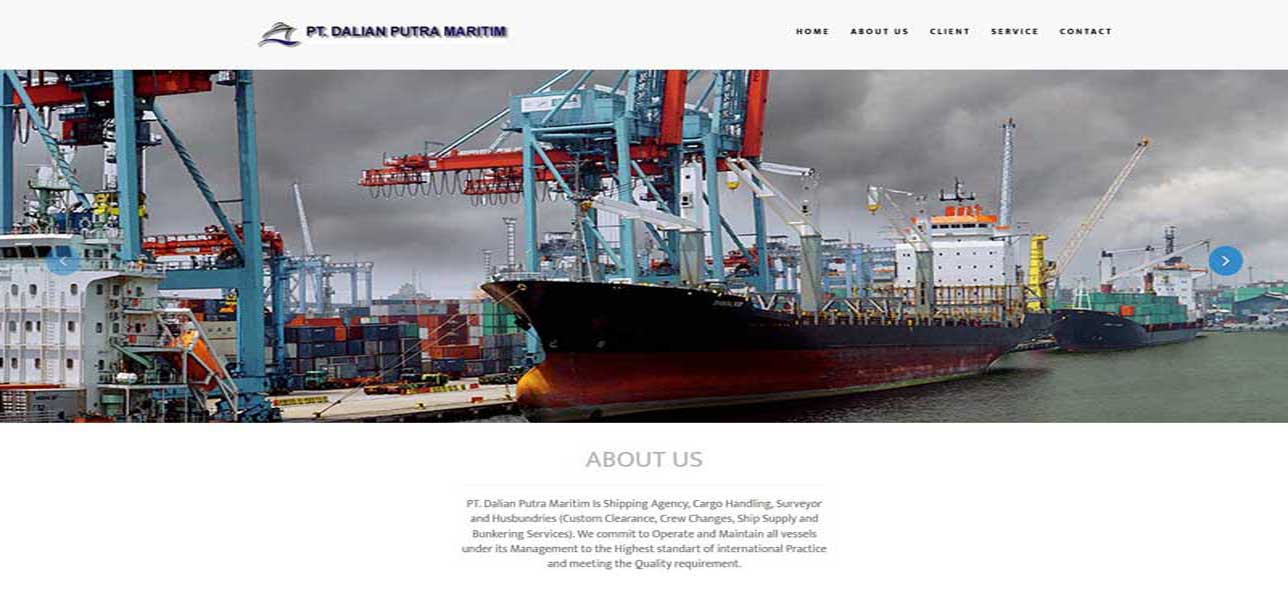 PT. DALIAN PUTRA MARITIM
HOME ABOUT US CLIENT SERVICE CONTACT
ABOUT US
PT. Dalian Putra Maritim Is Shipping Agency, Cargo Handling, Surveyor
and Husbundries (Custom Clearance, Crew Changes, Ship Supply and
Bunkering Services). We commit to Operate and Maintain all vessels
under its Management to the Highest standart of international Practice
and meeting the Quality requirement.